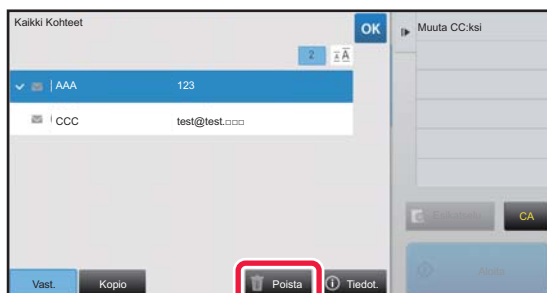 Kaikki Kohteet
OK
Muuta CC:ksi
2
AAA 123
CCC test@test.□□□
CA
Vast. Kopio Poista Tiedot.